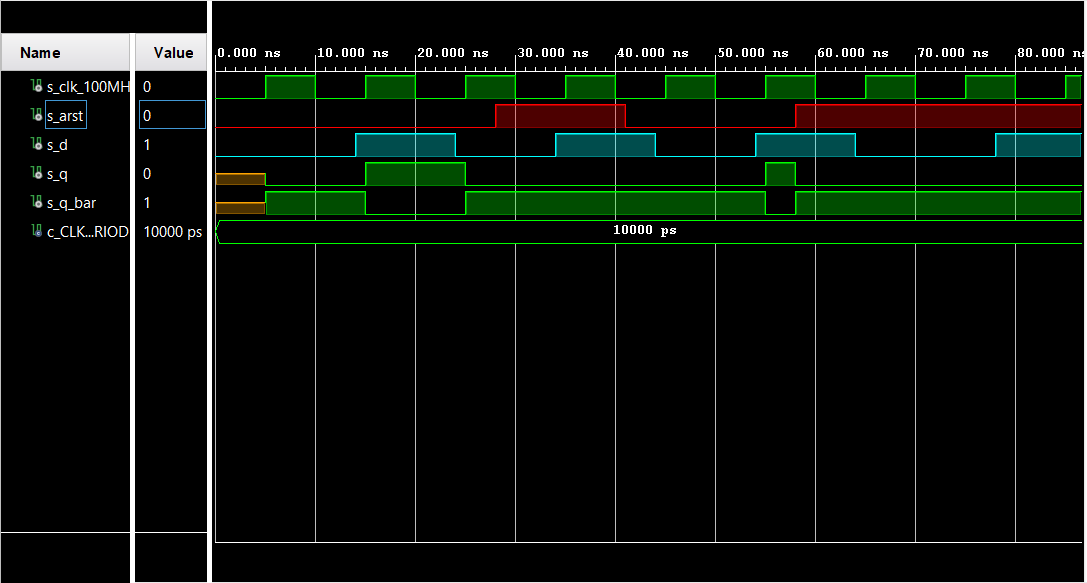 Name Value
0.000 ns 10.000 ns 20.000 ns 30.000 ns 40.000 ns 50.000 ns 60.000 ns 70.000 ns 80.000 ns
s_clk_100MH 0
s_arst 0
s_d 1
s_q 0
s_q_bar 1
c_CLK...RIOD 10000 ps 10000 ps